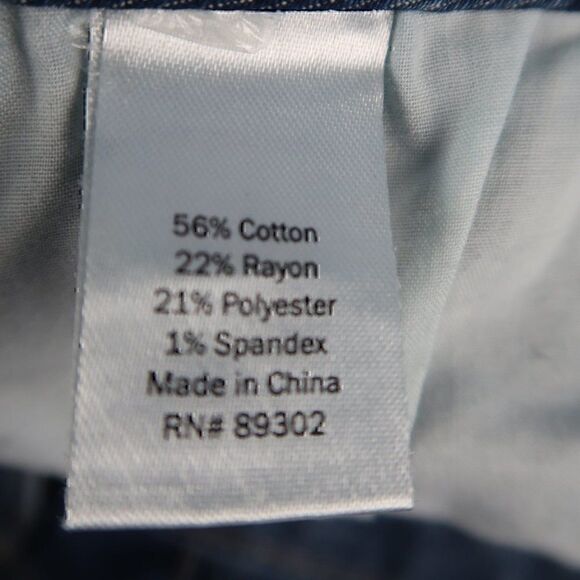 56% Cotton
22% Rayon
21% Polyester
1% Spandex
Made in China
RN# 89302